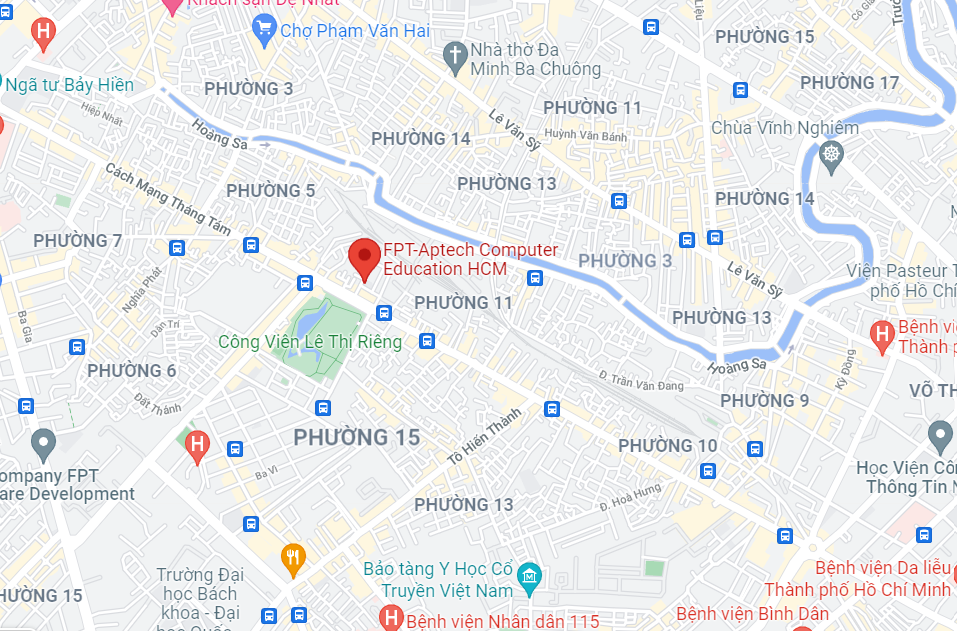 Khách sạn Đệ Nhất
Chợ Phạm Văn Hai
PHƯỜNG 15
Nhà thờ Đa
Minh Ba Chuông
Ngã tư Bảy Hiền
PHƯỜNG 3
PHƯỜNG 17
Hiệp Nhất
PHƯỜNG 11
Lê Văn Sỹ
Huỳnh Văn Bánh
Chùa Vĩnh Nghiêm
Hoàng Sa
PHƯỜNG 14
Cách Mạng Tháng Tám
PHƯỜNG 5
PHƯỜNG 13
PHƯỜNG 14
PHƯỜNG 7
FPT-Aptech Computer
Education HCM
PHƯỜNG 3
Lê Văn Sỹ
Viện Pasteur T
phố Hồ Chí
Nghĩa Phát
PHƯỜNG 11
Dân Trí
Ba Gia
PHƯỜNG 13
Công Viên Lê Thị Riêng
Bệnh viện
Thành p
Hoàng Sa
Kỳ Đồng
PHƯỜNG 6
Đ. Trần Văn Đang
PHƯỜNG 9
VÕ TH
Đất Thánh
PHƯỜNG 15
Tô Hiến Thành
PHƯỜNG 10
ompany FPT
are Development
Ba Vì
Học Viện Côn
Thông Tin N
PHƯỜNG 13
Đ. Hoà Hưng
Bảo tàng Y Học Cổ
Truyền Việt Nam
Trường Đại
học Bách
khoa - Đại
học Quốc
Bệnh viện Da liễu
Thành phố Hồ Chí Minh
HƯỜNG 15
Bệnh viện Nhân dân 115
Bệnh viện Bình Dân